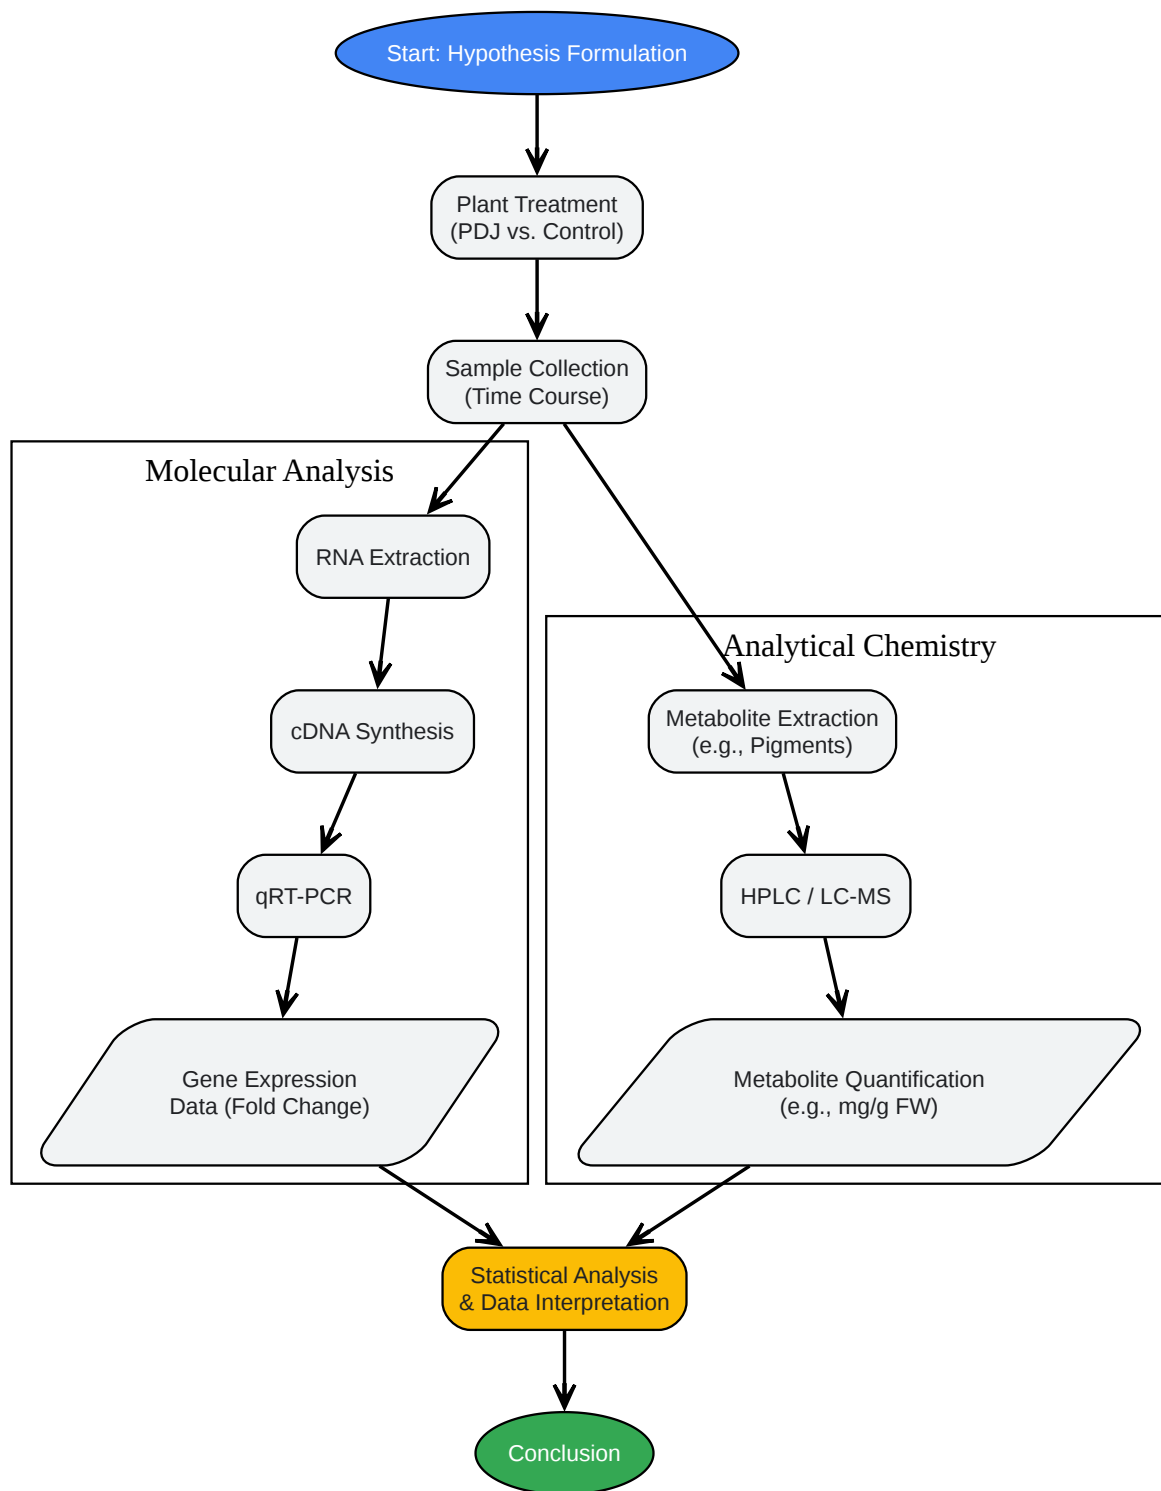 Start: Hypothesis Formulation
Plant Treatment
(PDJ vs. Control)
Sample Collection
(Time Course)
Molecular Analysis
RNA Extraction
cDNA Synthesis
qRT-PCR
Gene Expression
Data (Fold Change)
Analytical Chemistry
Metabolite Extraction
(e.g., Pigments)
HPLC / LC-MS
Metabolite Quantification
(e.g., mg/g FW)
Statistical Analysis
& Data Interpretation
Conclusion